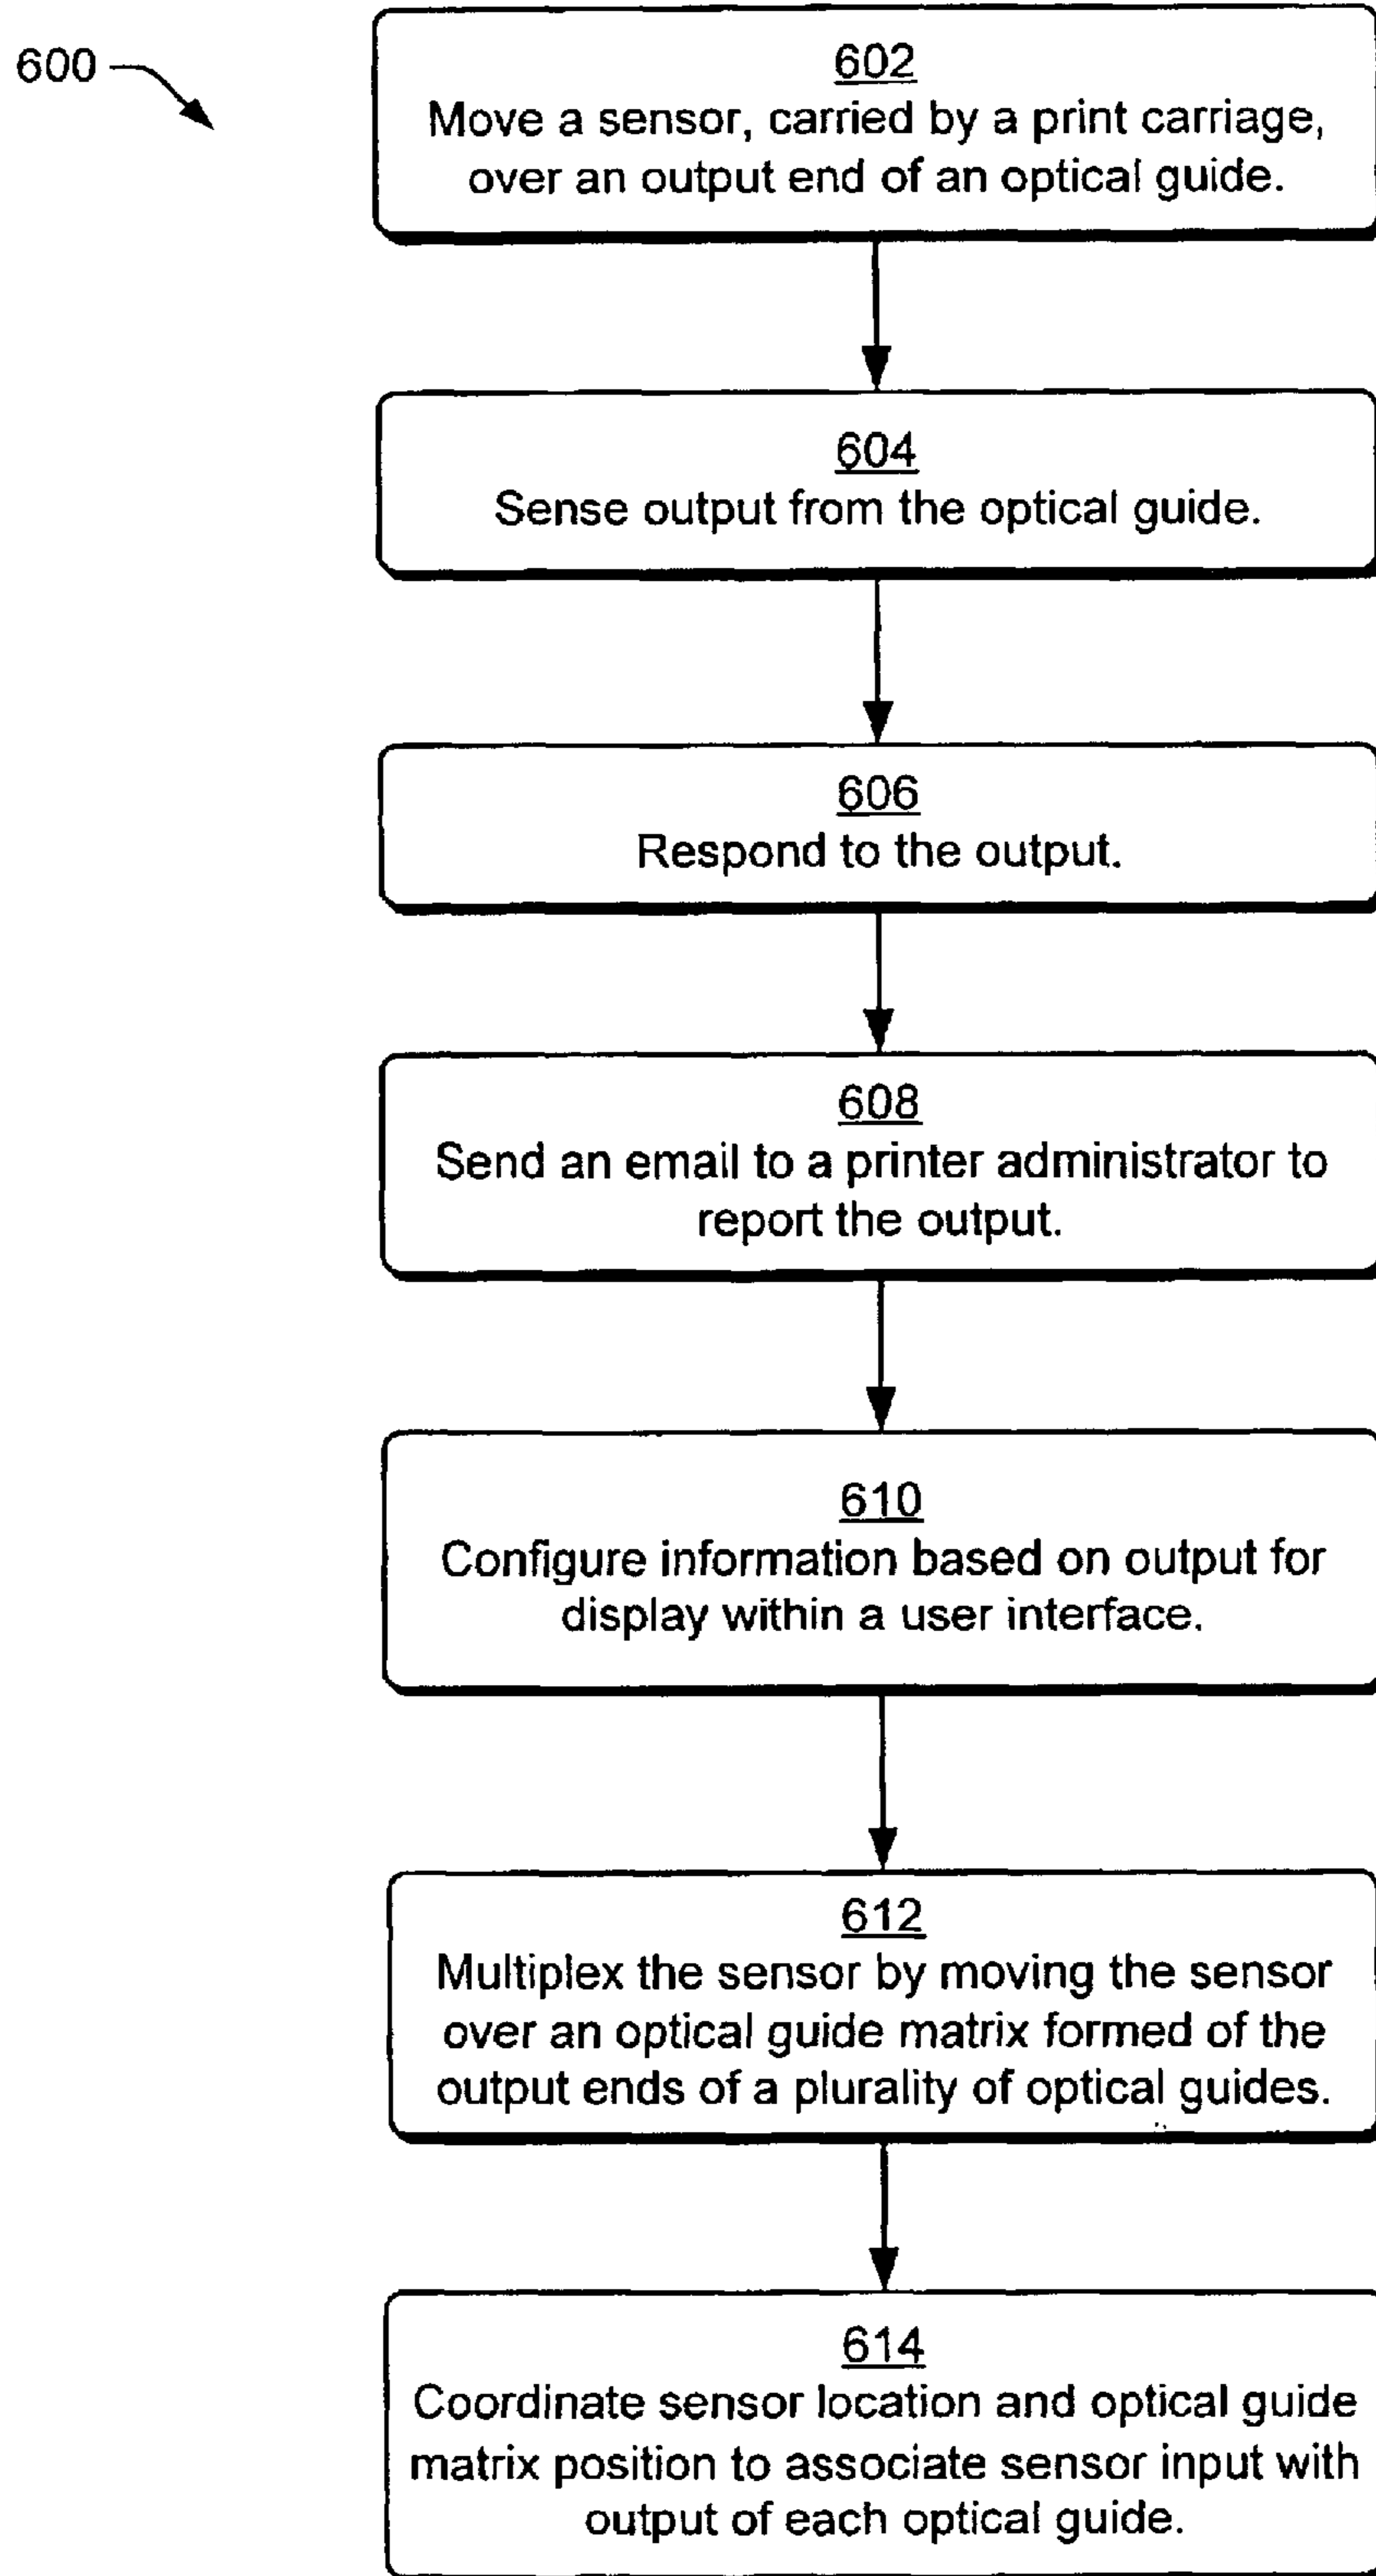 600
602
Move a sensor, carried by a print carriage,
over an output end of an optical guide.
604
Sense output from the optical guide.
606
Respond to the output.
608
Send an email to a printer administrator to
report the output.
610
Configure information based on output for
display within a user interface.
612
Multiplex the sensor by moving the sensor
over an optical guide matrix formed of the
output ends of a plurality of optical guides.
614
Coordinate sensor location and optical guide
matrix position to associate sensor input with
output of each optical guide.